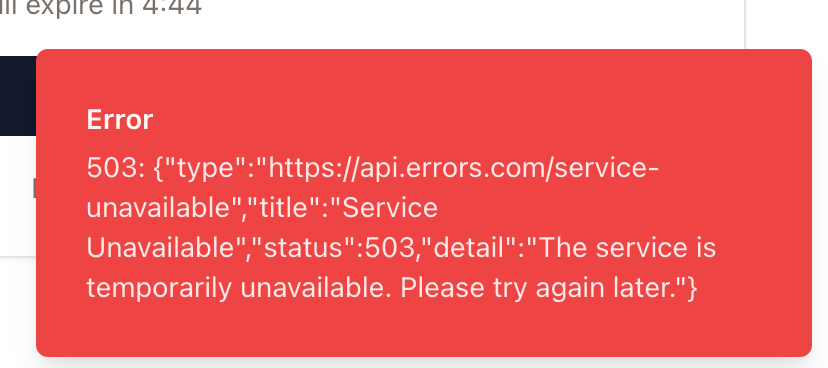 expire in 4:44
Error
503: {"type":"https://api.errors.com/service-
unavailable","title":"Service
Unavailable","status":503,"detail":"The service is
temporarily unavailable. Please try again later."}